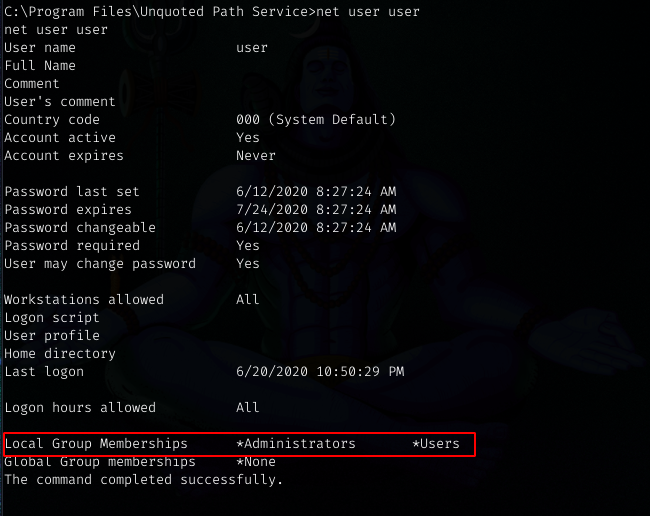 C:\Program Files\Unquoted Path Service>net user user
net user user
User name                    user
Full Name
Comment
User's comment
Country code                 000 (System Default)
Account active               Yes
Account expires              Never
Password last set            6/12/2020 8:27:24 AM
Password expires             7/24/2020 8:27:24 AM
Password changeable          6/12/2020 8:27:24 AM
Password required            Yes
User may change password     Yes
Workstations allowed         All
Logon script
User profile
Home directory
Last logon                   6/20/2020 10:50:29 PM
Logon hours allowed          All
Local Group Memberships      *Administrators       *Users
Global Group memberships     *None
The command completed successfully.